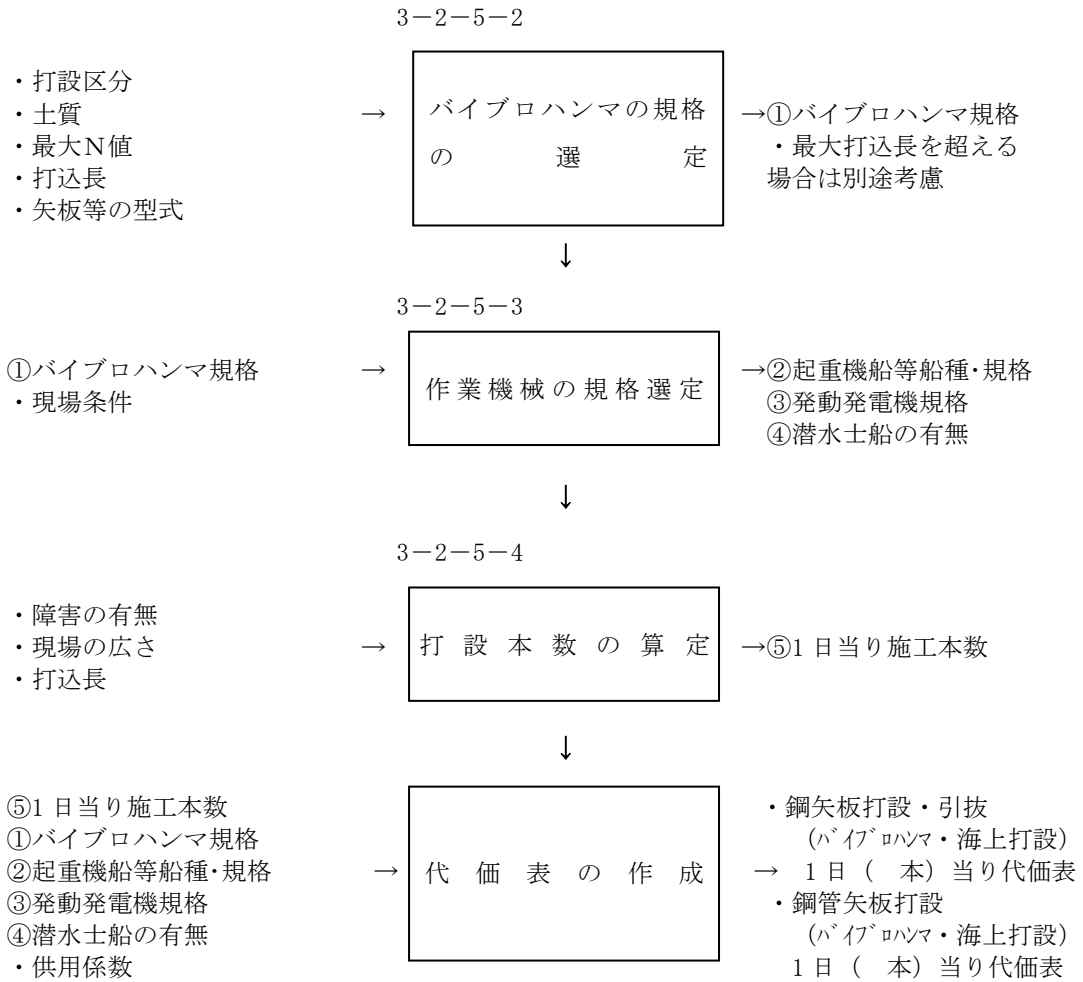 3-2-5-2
・打設区分
・土質
・最大N値
・打込長
・矢板等の型式
→
バイブロハンマの規格
の選定
→①バイブロハンマ規格
・最大打込長を超える
場合は別途考慮
↓
3-2-5-3
①バイブロハンマ規格
・現場条件
→
作業機械の規格選定
→②起重機船等船種・規格
③発動発電機規格
④潜水士船の有無
↓
3-2-5-4
・障害の有無
・現場の広さ
・打込長
→
打設本数の算定
→⑤1日当り施工本数
↓
⑤1日当り施工本数
①バイブロハンマ規格
②起重機船等船種・規格
③発動発電機規格
④潜水士船の有無
・供用係数
→
代価表の作成
・鋼矢板打設・引抜
(ﾊﾞｲﾌﾞﾛﾊﾝﾏ・海上打設)
→ 1日( 本)当り代価表
・鋼管矢板打設
(ﾊﾞｲﾌﾞﾛﾊﾝﾏ・海上打設)
1日( 本)当り代価表